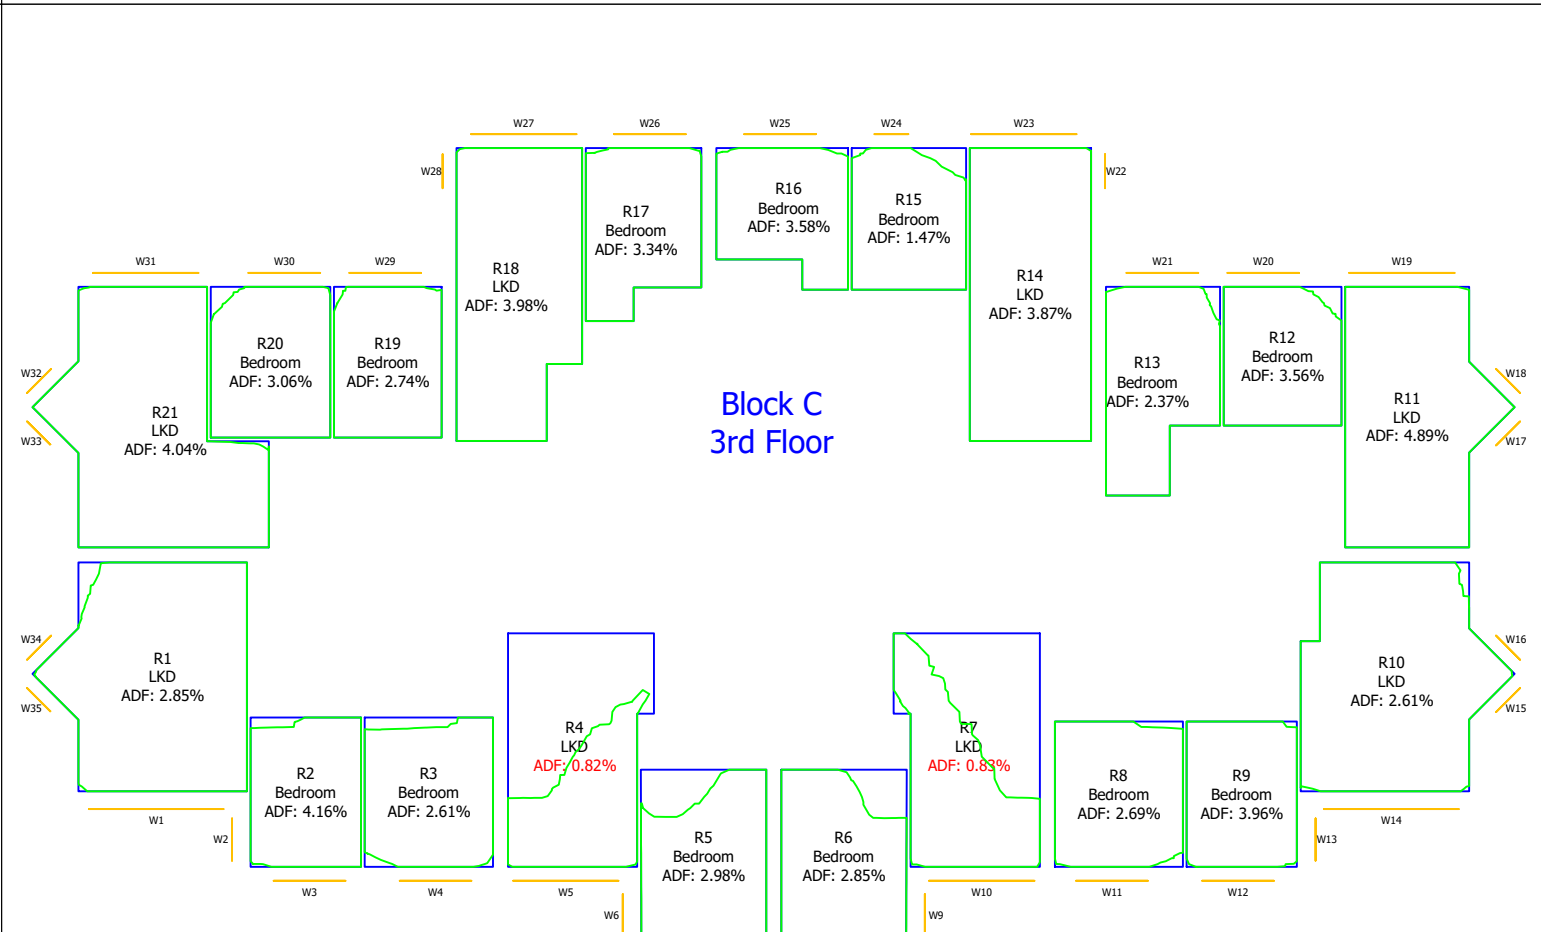 W27
W26
W25
W24
W23
W28
W22
R16
Bedroom
ADF: 3.58%
R15
Bedroom
ADF: 1.47%
R17
Bedroom
ADF: 3.34%
W31
W30
W29
W21
W20
W19
R18
LKD
ADF: 3.98%
R14
LKD
ADF: 3.87%
R20
Bedroom
ADF: 3.06%
R19
Bedroom
ADF: 2.74%
R13
Bedroom
ADF: 2.37%
R12
Bedroom
ADF: 3.56%
W32
W33
R21
LKD
ADF: 4.04%
Block C
3rd Floor
R11
LKD
ADF: 4.89%
W18
W17
W34
W35
R1
LKD
ADF: 2.85%
R4
LKD
ADF: 0.82%
R7
LKD
ADF: 0.83%
R10
LKD
ADF: 2.61%
W16
W15
R2
Bedroom
ADF: 4.16%
R3
Bedroom
ADF: 2.61%
R8
Bedroom
ADF: 2.69%
R9
Bedroom
ADF: 3.96%
W1
W2
W14
W13
R5
Bedroom
ADF: 2.98%
R6
Bedroom
ADF: 2.85%
W3
W4
W5
W10
W11
W12
W6
W9